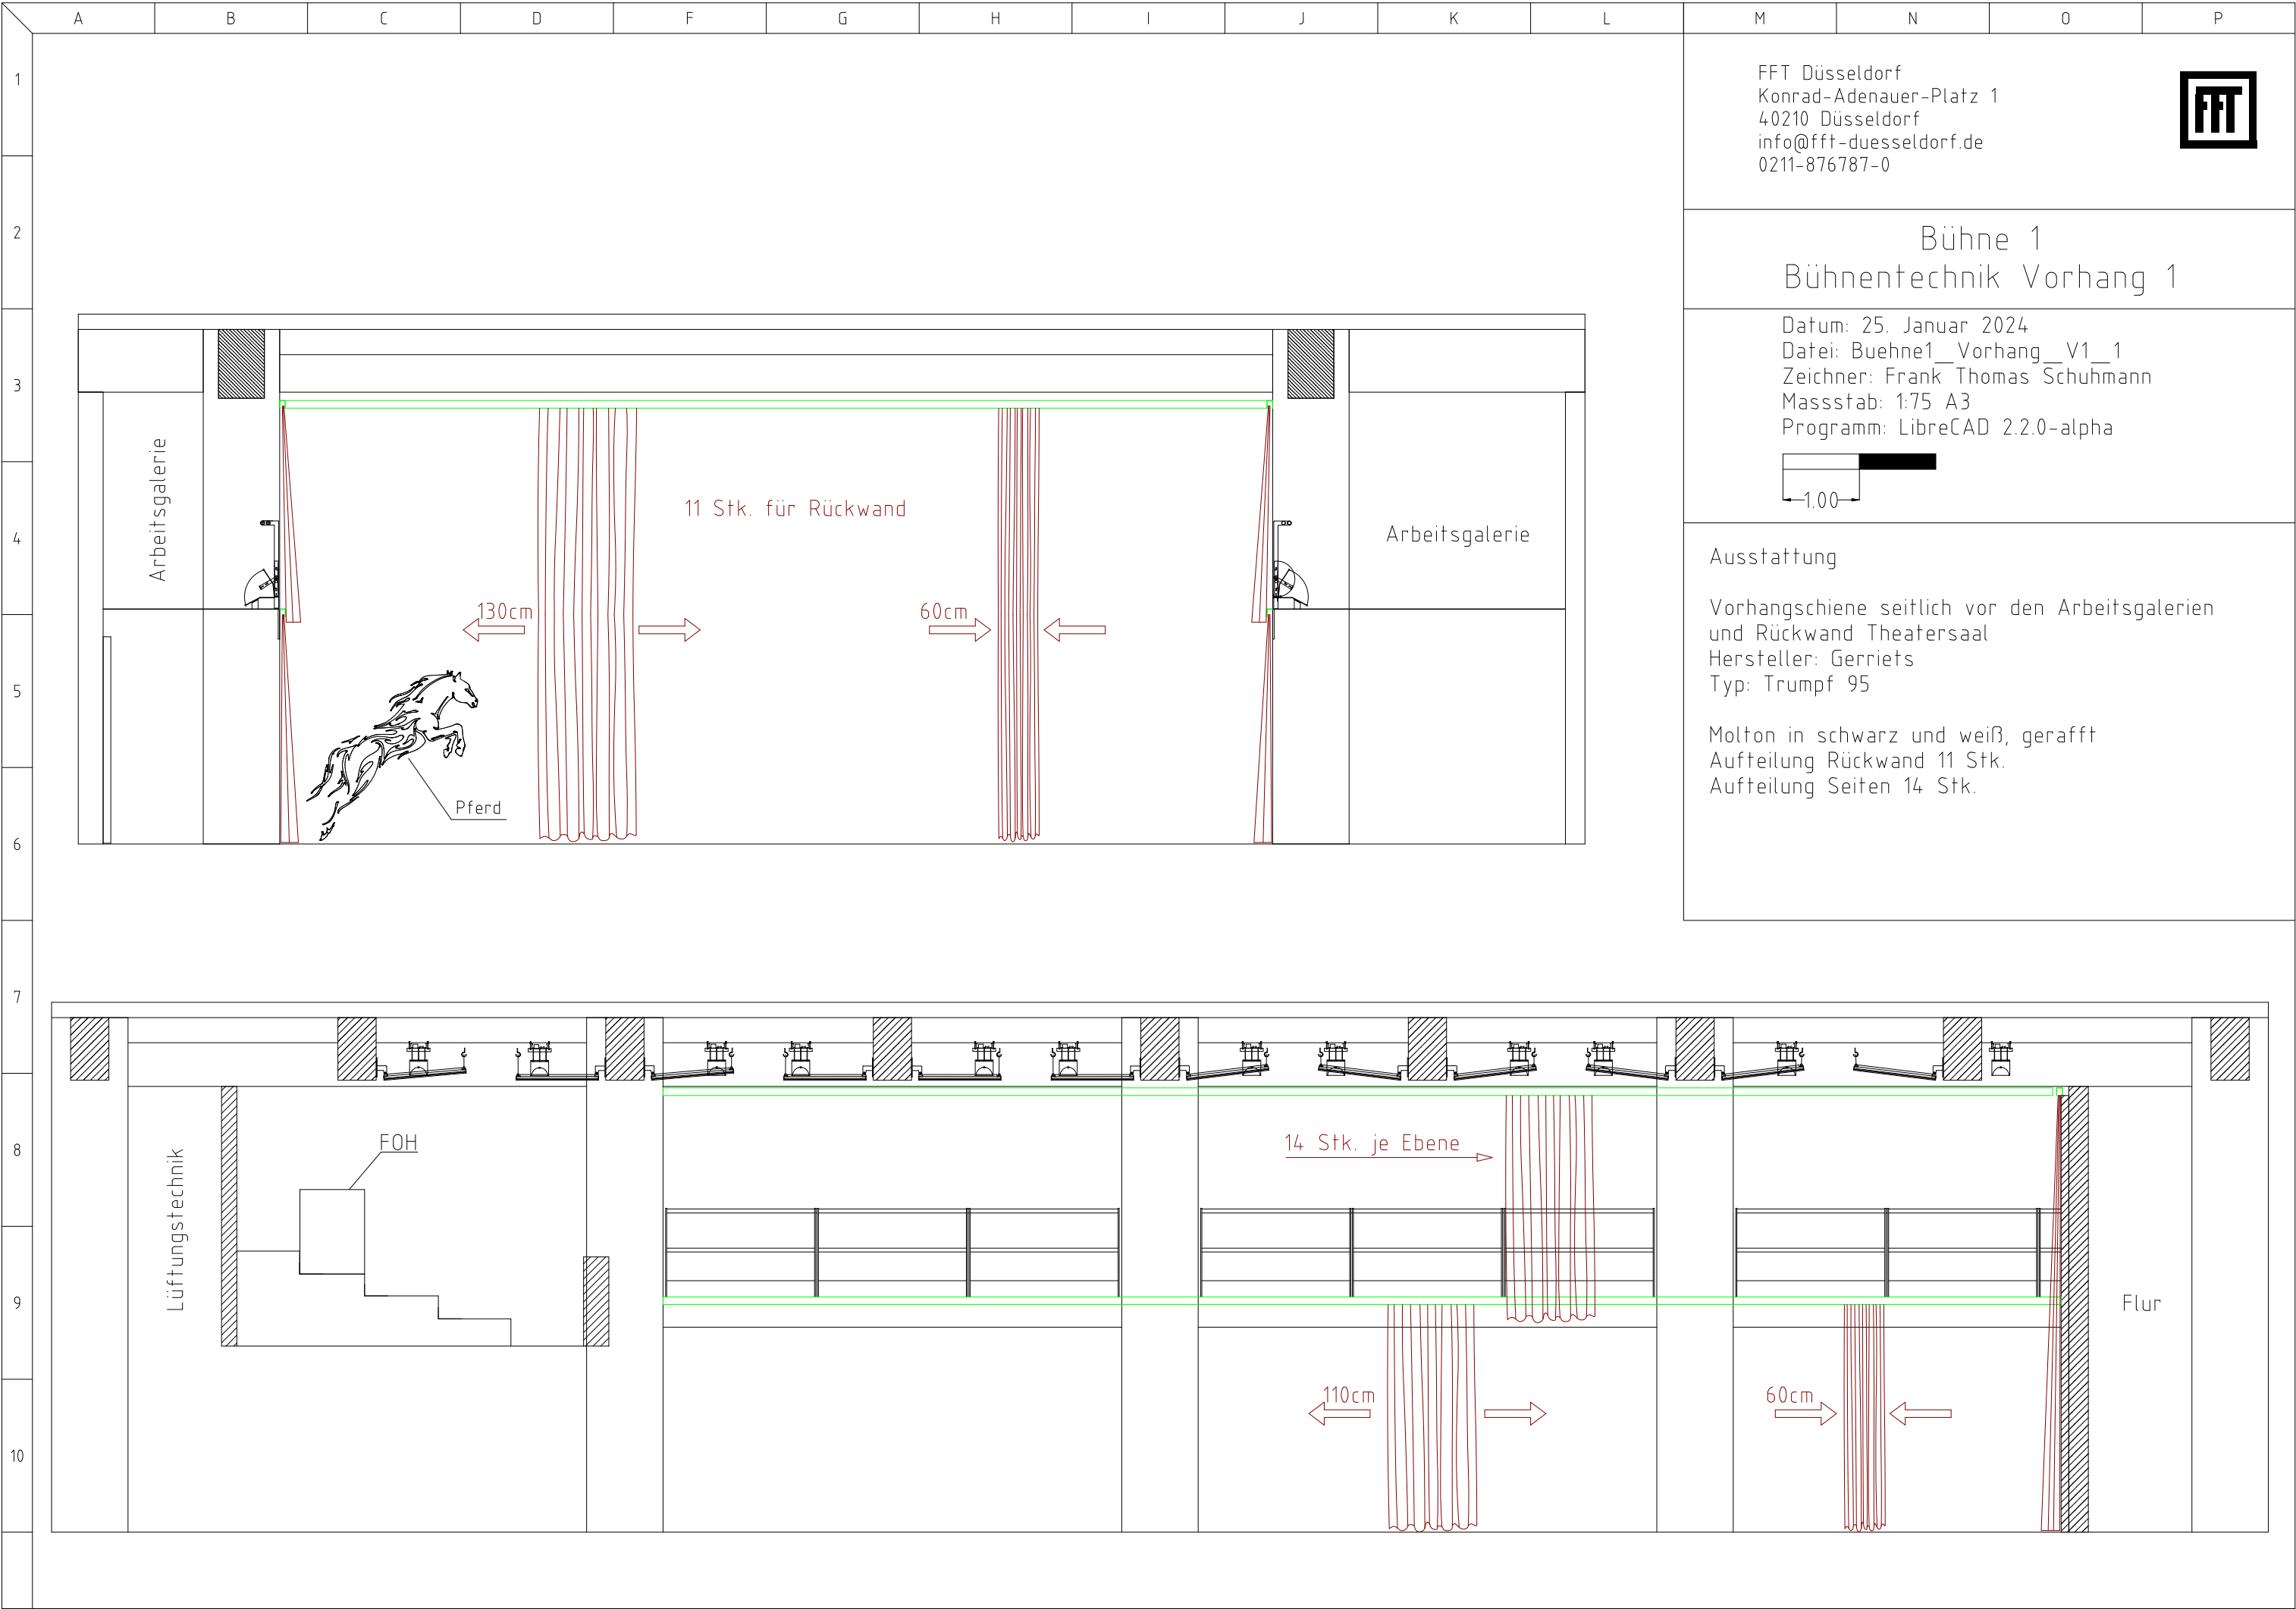 A B C D F G H I J K L M N O P
1
2
3
4
5
6
7
8
9
10
FFT Düsseldorf
Konrad-Adenauer-Platz 1
40210 Düsseldorf
info@fft-duesseldorf.de
0211-876787-0
FFT
Bühne 1
Bühnentechnik Vorhang 1
Datum: 25. Januar 2024
Datei: Buehne1__Vorhang__V1__1
Zeichner: Frank Thomas Schuhmann
Massstab: 1:75 A3
Programm: LibreCAD 2.2.0-alpha
1.00
Ausstattung
Vorhangschiene seitlich vor den Arbeitsgalerien
und Rückwand Theatersaal
Hersteller: Gerriets
Typ: Trumpf 95
Molton in schwarz und weiß, gerafft
Aufteilung Rückwand 11 Stk.
Aufteilung Seiten 14 Stk.
Arbeitsgalerie
11 Stk. für Rückwand
Arbeitsgalerie
130cm
60cm
Pferd
Lüftungstechnik
FOH
14 Stk. je Ebene
Flur
110cm
60cm